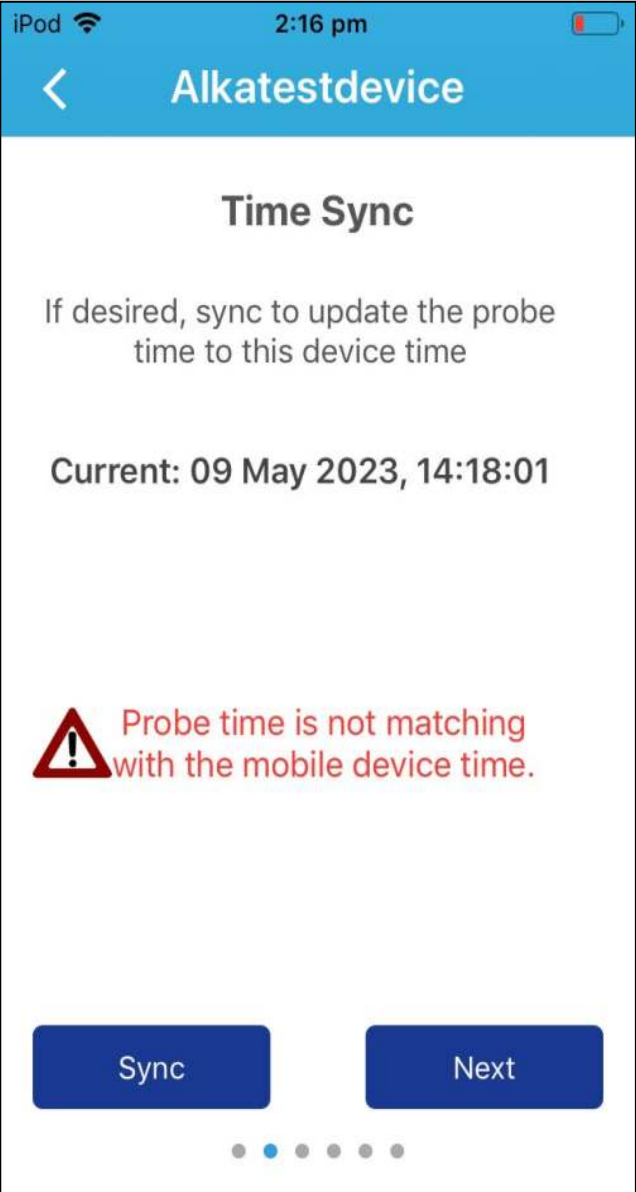 iPod 2:16 pm
Alkatestdevice
Time Sync
If desired, sync to update the probe
time to this device time
Current: 09 May 2023, 14:18:01
Probe time is not matching
with the mobile device time.
Sync Next